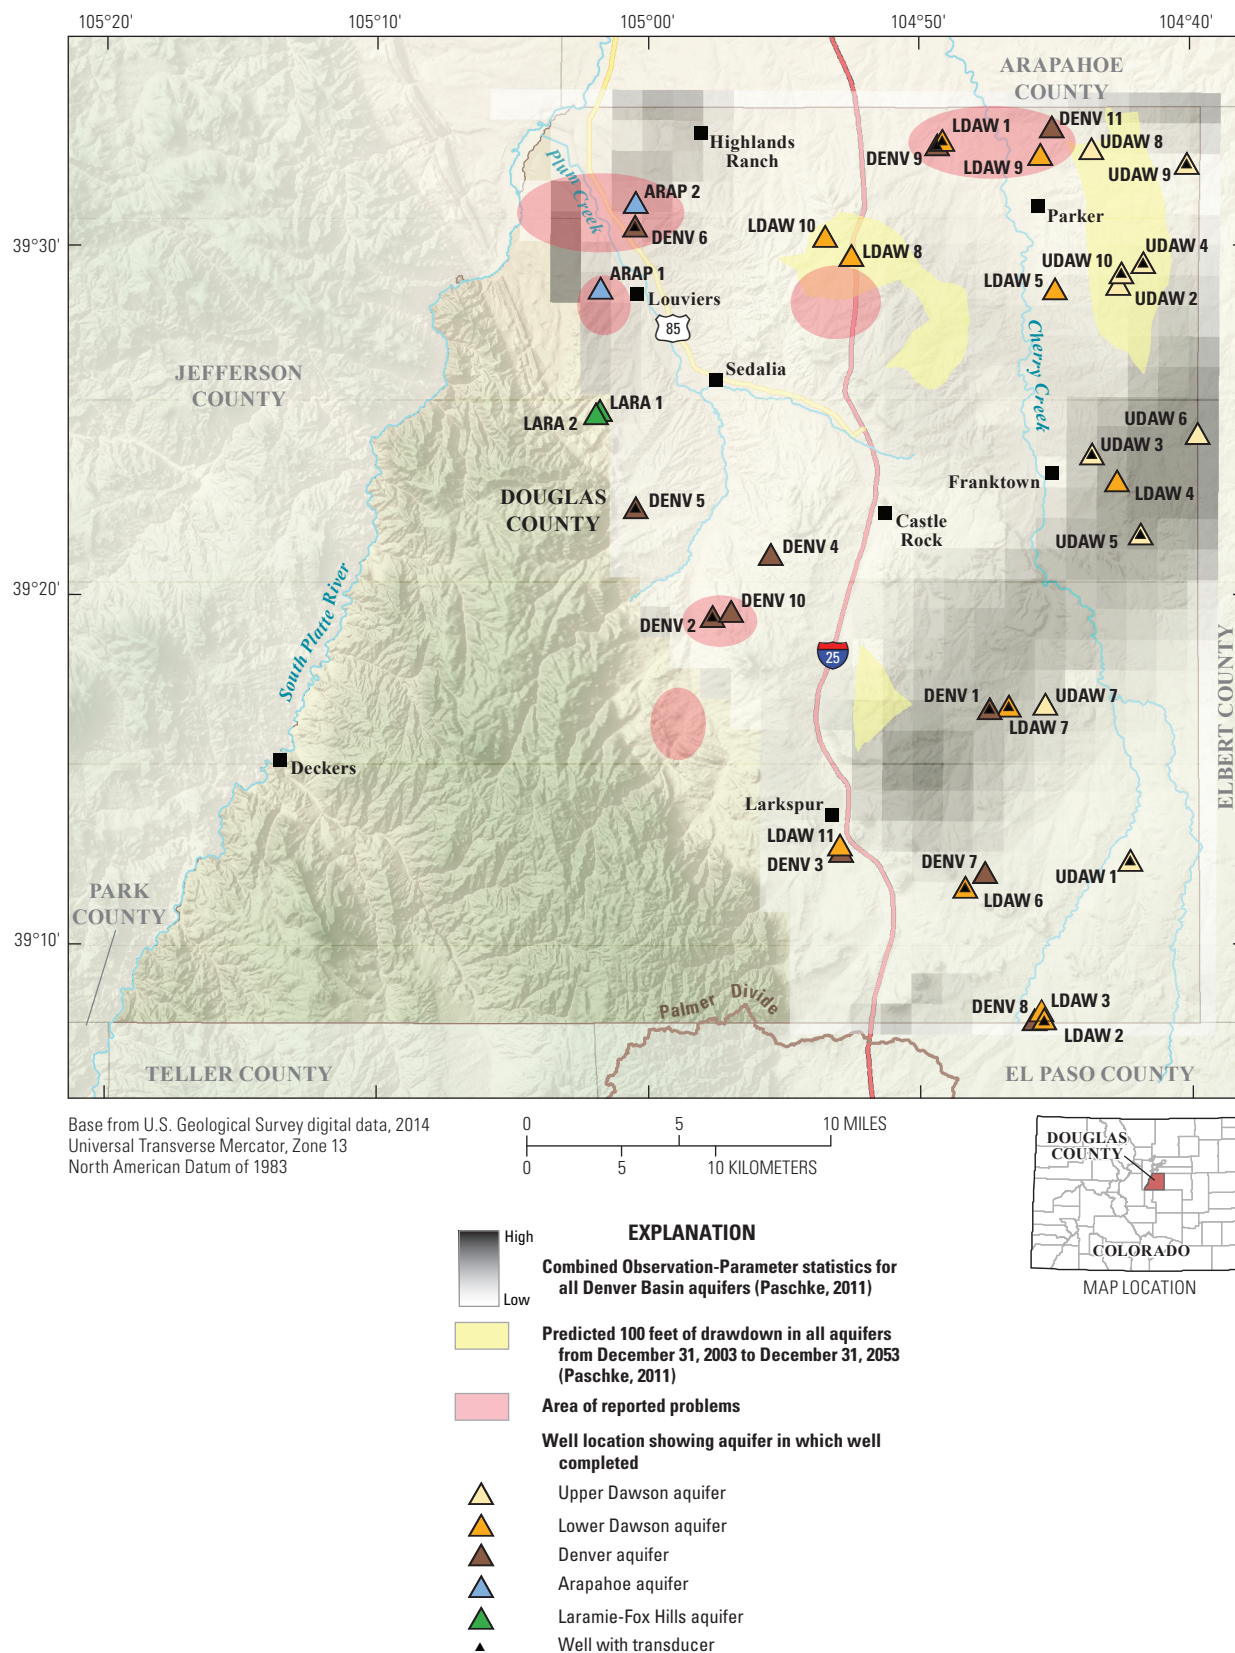 105°20'
105°10'
105°00'
104°50'
104°40'
39°30'
39°20'
39°10'
ARAPAHOE
COUNTY
LDAW 1
DENV 11
Highlands
Ranch
DENV 9
LDAW 9
UDAW 8
UDAW 9
Plum Creek
ARAP 2
Parker
DENV 6
LDAW 10
LDAW 8
UDAW 4
UDAW 10
ARAP 1
LDAW 5
Louviers
UDAW 2
85
Cherry Creek
JEFFERSON
COUNTY
Sedalia
LARA 1
LARA 2
UDAW 6
UDAW 3
Franktown
LDAW 4
DOUGLAS
COUNTY
DENV 5
Castle
Rock
UDAW 5
DENV 4
South Platte River
DENV 10
DENV 2
25
ELBERT COUNTY
DENV 1
UDAW 7
LDAW 7
Deckers
Larkspur
LDAW 11
DENV 3
DENV 7
UDAW 1
LDAW 6
PARK
COUNTY
Palmer Divide
DENV 8
LDAW 3
LDAW 2
TELLER COUNTY
EL PASO COUNTY
Base from U.S. Geological Survey digital data, 2014
Universal Transverse Mercator, Zone 13
North American Datum of 1983
0 5 10 MILES
0 5 10 KILOMETERS
DOUGLAS
COUNTY
COLORADO
MAP LOCATION
EXPLANATION
High
Low
Combined Observation-Parameter statistics for
all Denver Basin aquifers (Paschke, 2011)
Predicted 100 feet of drawdown in all aquifers
from December 31, 2003 to December 31, 2053
(Paschke, 2011)
Area of reported problems
Well location showing aquifer in which well
completed
Upper Dawson aquifer
Lower Dawson aquifer
Denver aquifer
Arapahoe aquifer
Laramie-Fox Hills aquifer
Well with transducer